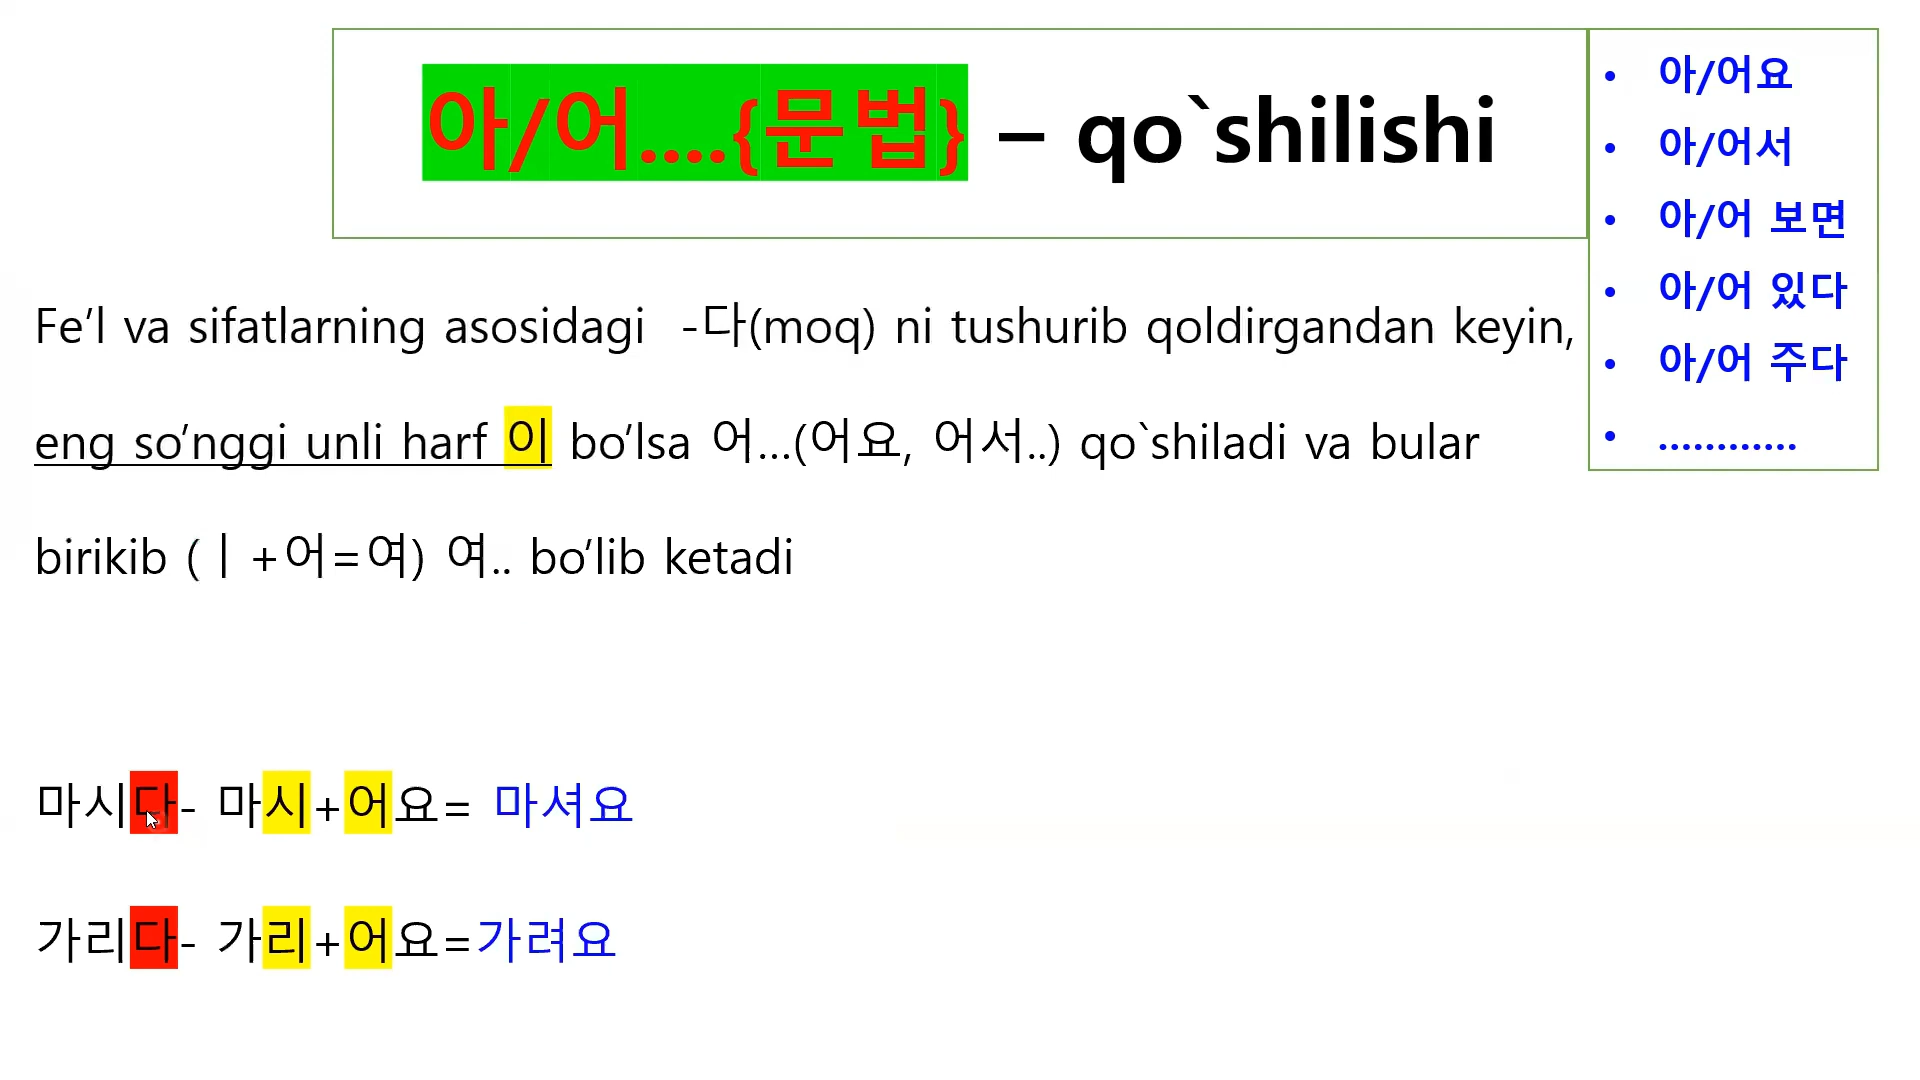 아/어....{문법} – qo`shilishi
• 아/어요
• 아/어서
• 아/어 보면
• 아/어 있다
• 아/어 주다
• ............
Fe’l va sifatlarning asosidagi -다(moq) ni tushurib qoldirgandan keyin,
eng so’nggi unli harf 이 bo’lsa 어...(어요, 어서..) qo`shiladi va bular
birikib (ㅣ+어=여) 여.. bo’lib ketadi
마시다- 마시+어요= 마셔요
가리다- 가리+어요=가려요